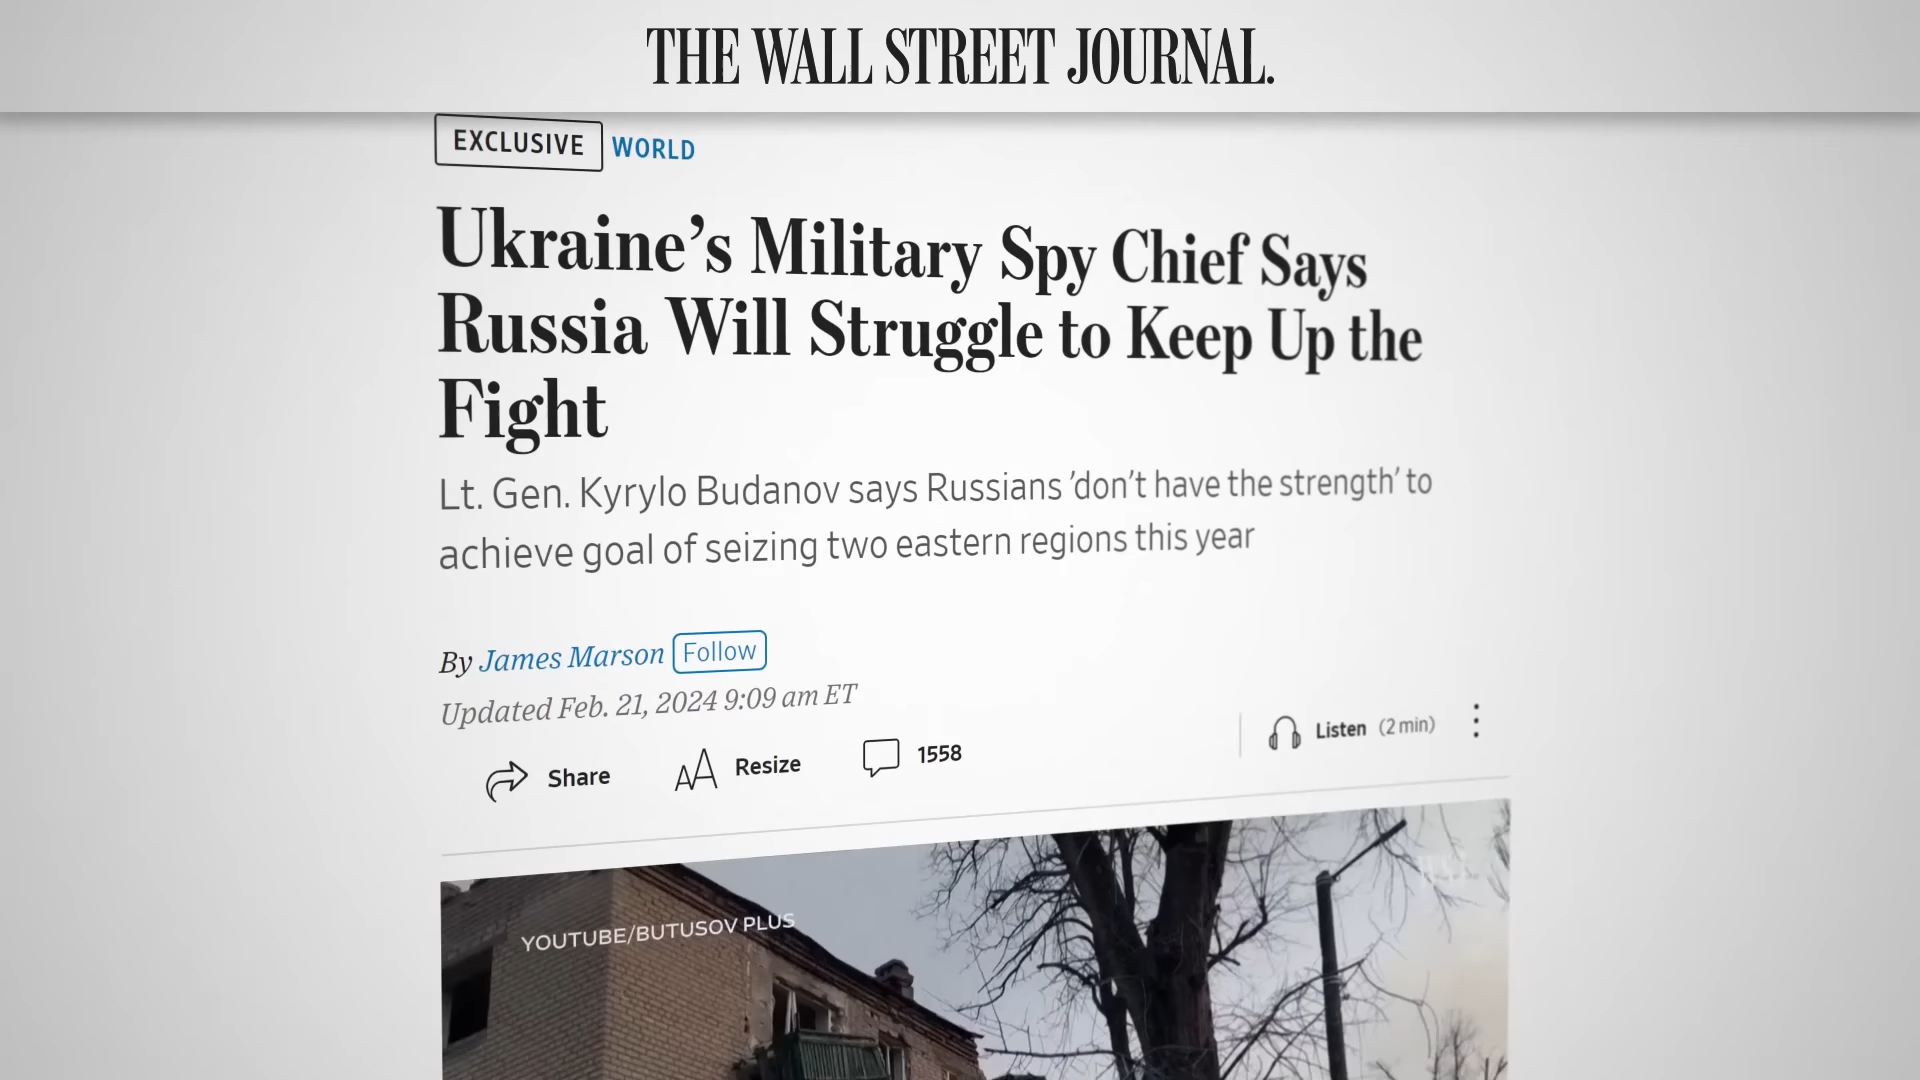 THE WALL STREET JOURNAL.
EXCLUSIVE WORLD
Ukraine’s Military Spy Chief Says
Russia Will Struggle to Keep Up the
Fight
Lt. Gen. Kyrylo Budanov says Russians ’don’t have the strength’ to
achieve goal of seizing two eastern regions this year
By James Marson Follow
Updated Feb. 21, 2024 9:09 am ET
Share Resize 1558 Listen (2 min)
YOUTUBE/BUTUSOV PLUS